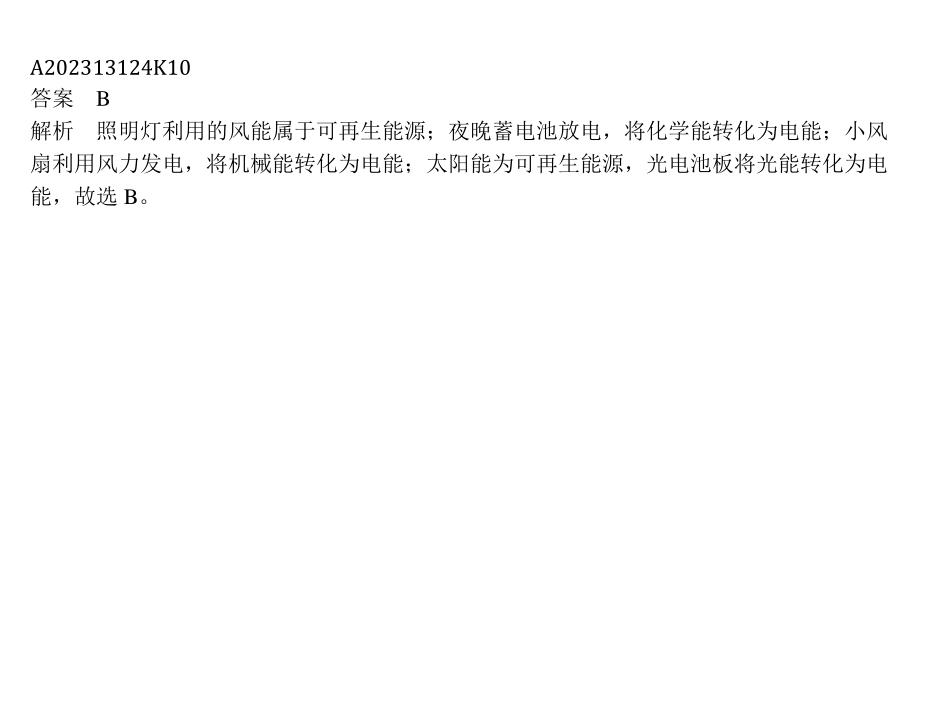 A202313124K10
答案　B
解析　照明灯利用的风能属于可再生能源；夜晚蓄电池放电，将化学能转化为电能；小风
扇利用风力发电，将机械能转化为电能；太阳能为可再生能源，光电池板将光能转化为电
能，故选 B。